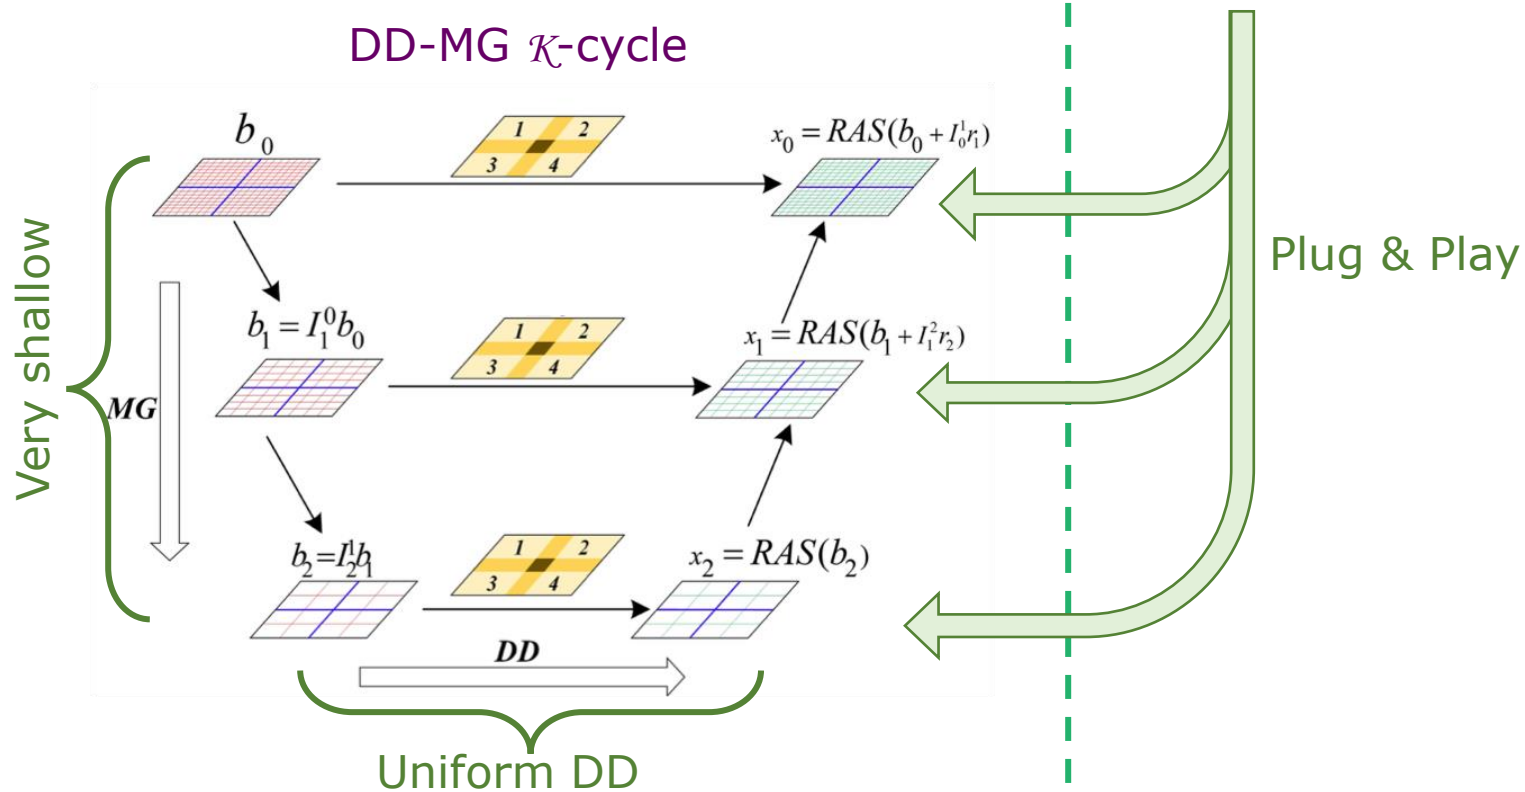 DD-MG 𝒦-cycle
b₀
1 2
3 4
x₀ = RAS(b₀ + I₀¹r₁)
Very shallow
Plug & Play
b₁ = I₁⁰b₀
1 2
3 4
x₁ = RAS(b₁ + I₁²r₂)
MG
b₂=I₂¹b₁
1 2
3 4
x₂ = RAS(b₂)
DD
Uniform DD